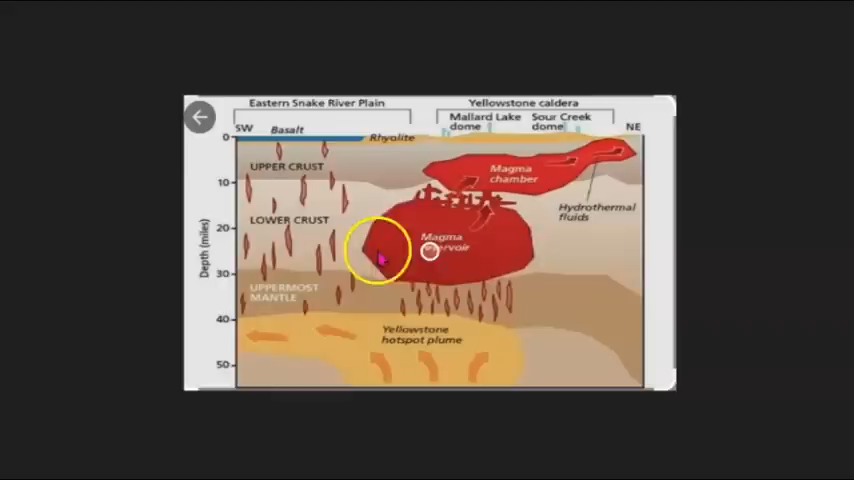 Eastern Snake River Plain
Yellowstone caldera
Mallard Lake
dome
Sour Creek
dome
SW
Basalt
Rhyolite
NE
0
UPPER CRUST
Magma
chamber
10
Hydrothermal
fluids
20
LOWER CRUST
Magma
reservoir
Depth (miles)
30
UPPERMOST
MANTLE
40
Yellowstone
hotspot plume
50